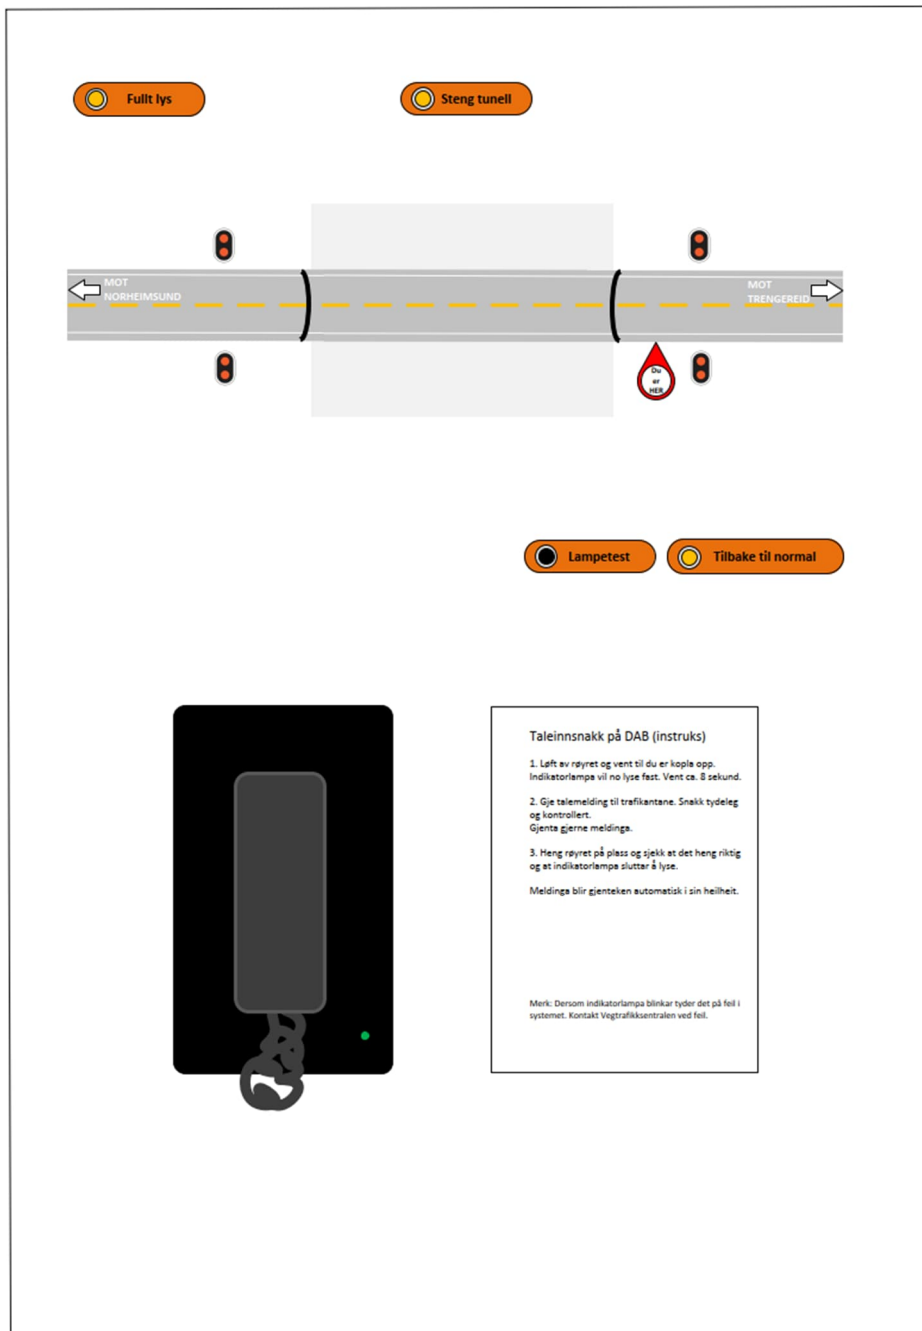 Fullt lys
Steng tunell
MOT
NORHEIMSUND
MOT
TRENGEREID
Du
er
HER
Lampetest
Tilbake til normal
Taleinnsnakk på DAB (instruks)
1. Løft av røyret og vent til du er kopla opp.
Indikatorlampa vil no lyse fast. Vent ca. 8 sekund.
2. Gje talemelding til trafikantane. Snakk tydeleg
og kontrollert.
Gjenta gjerne meldinga.
3. Heng røyret på plass og sjekk at det heng riktig
og at indikatorlampa sluttar å lyse.
Meldinga blir gjenteken automatisk i sin heilheit.
Merk: Dersom indikatorlampa blinkar tyder det på feil i
systemet. Kontakt Vegtrafikksentralen ved feil.